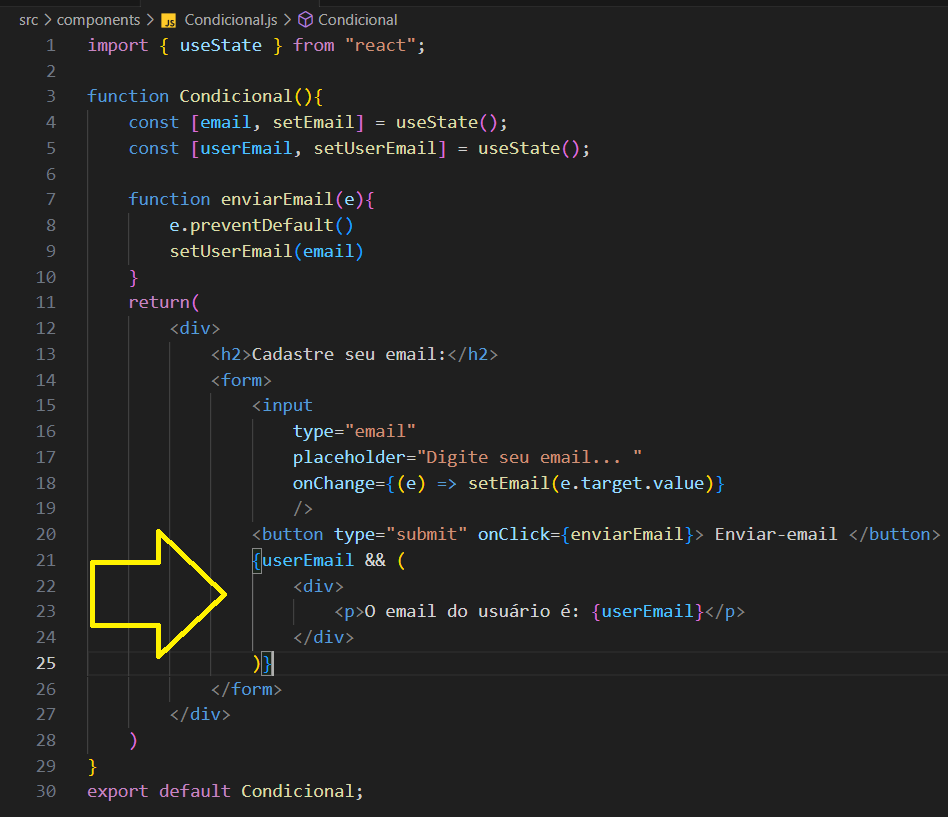 src > components > JS Condicional.js > Condicional
1 import { useState } from "react";
2
3 function Condicional(){
4     const [email, setEmail] = useState();
5     const [userEmail, setUserEmail] = useState();
6
7     function enviarEmail(e){
8         e.preventDefault()
9         setUserEmail(email)
10     }
11     return(
12         <div>
13             <h2>Cadastre seu email:</h2>
14             <form>
15                 <input
16                     type="email"
17                     placeholder="Digite seu email... "
18                     onChange={(e) => setEmail(e.target.value)}
19                     />
20                 <button type="submit" onClick={enviarEmail}> Enviar-email </button>
21                 {userEmail && (
22                     <div>
23                         <p>O email do usuário é: {userEmail}</p>
24                     </div>
25                 )}
26             </form>
27         </div>
28     )
29 }
30 export default Condicional;